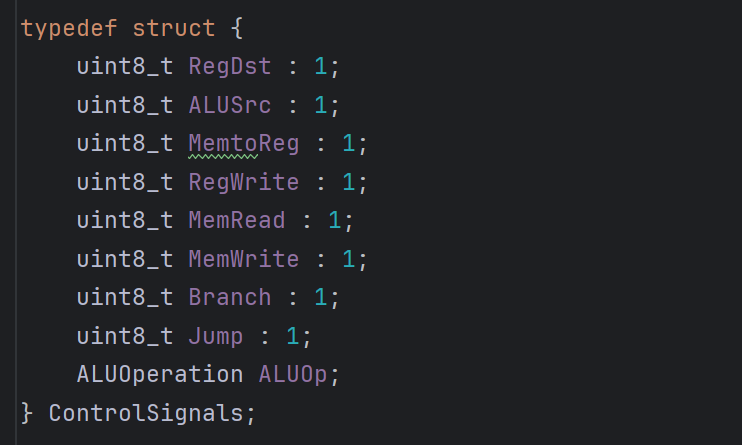 typedef struct {
    uint8_t RegDst : 1;
    uint8_t ALUSrc : 1;
    uint8_t MemtoReg : 1;
    uint8_t RegWrite : 1;
    uint8_t MemRead : 1;
    uint8_t MemWrite : 1;
    uint8_t Branch : 1;
    uint8_t Jump : 1;
    ALUOperation ALUOp;
} ControlSignals;